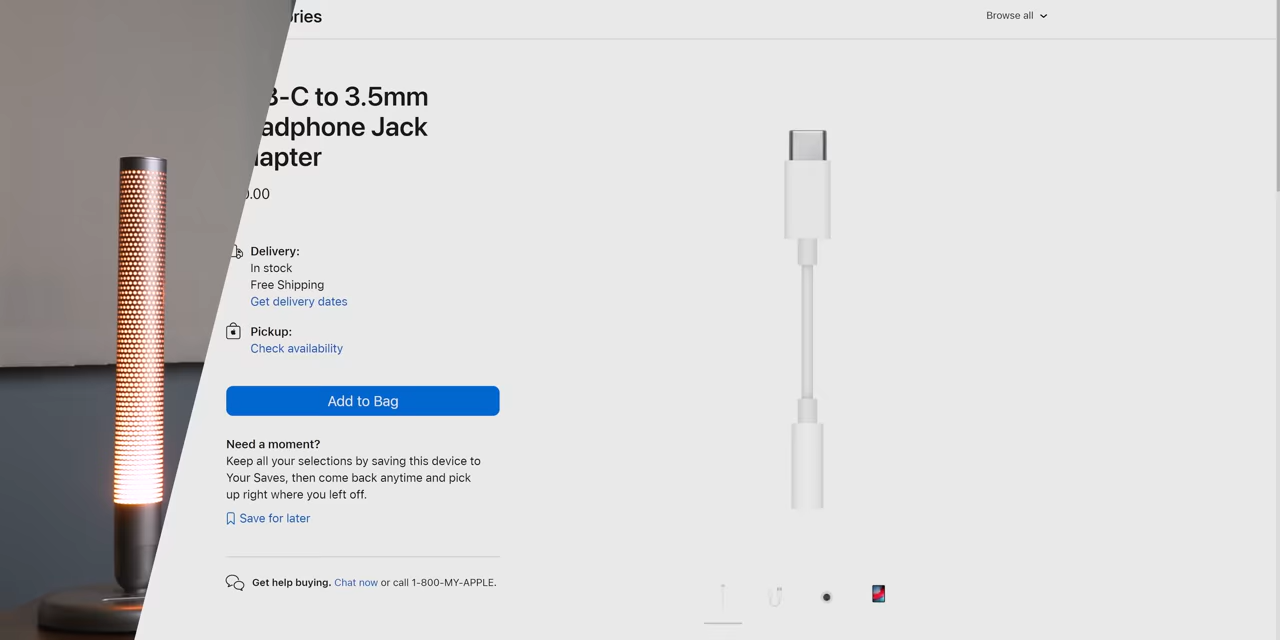 ries
Browse all
B-C to 3.5mm
adphone Jack
apter
.00
Delivery:
In stock
Free Shipping
Get delivery dates
Pickup:
Check availability
Add to Bag
Need a moment?
Keep all your selections by saving this device to
Your Saves, then come back anytime and pick
up right where you left off.
Save for later
Get help buying. Chat now or call 1-800-MY-APPLE.